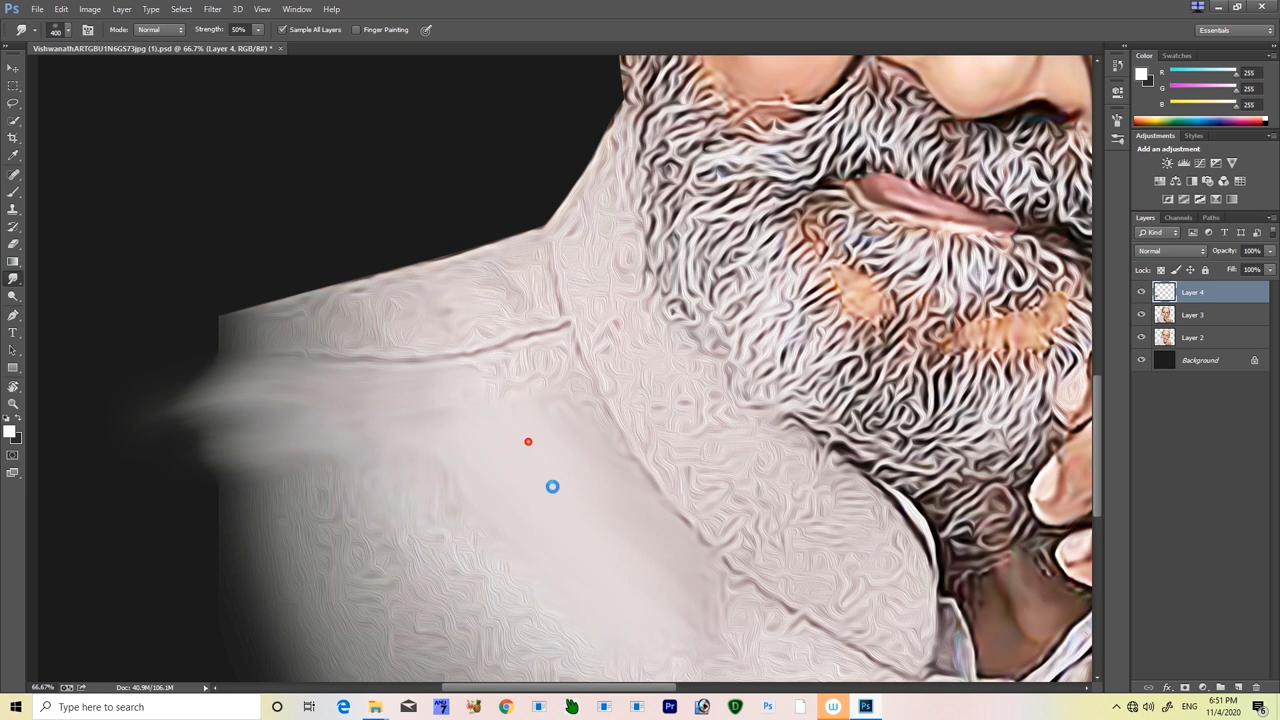 Ps File Edit Image Layer Type Select Filter 3D View Window Help
400 Mode: Normal Strength: 50% Sample All Layers Finger Painting Essentials
VishwanathARTGBU1N6GS73jpg (1).psd @ 66.7% (Layer 4, RGB/8#) * ×
Color Swatches
R 255
G 255
B 255
Adjustments Styles
Add an adjustment
Layers Channels Paths
Kind
Normal Opacity: 100%
Lock: Fill: 100%
Layer 4
Layer 3
Layer 2
Background
66.67% Doc: 40.9M/106.1M
Type here to search
ENG 6:51 PM
11/4/2020